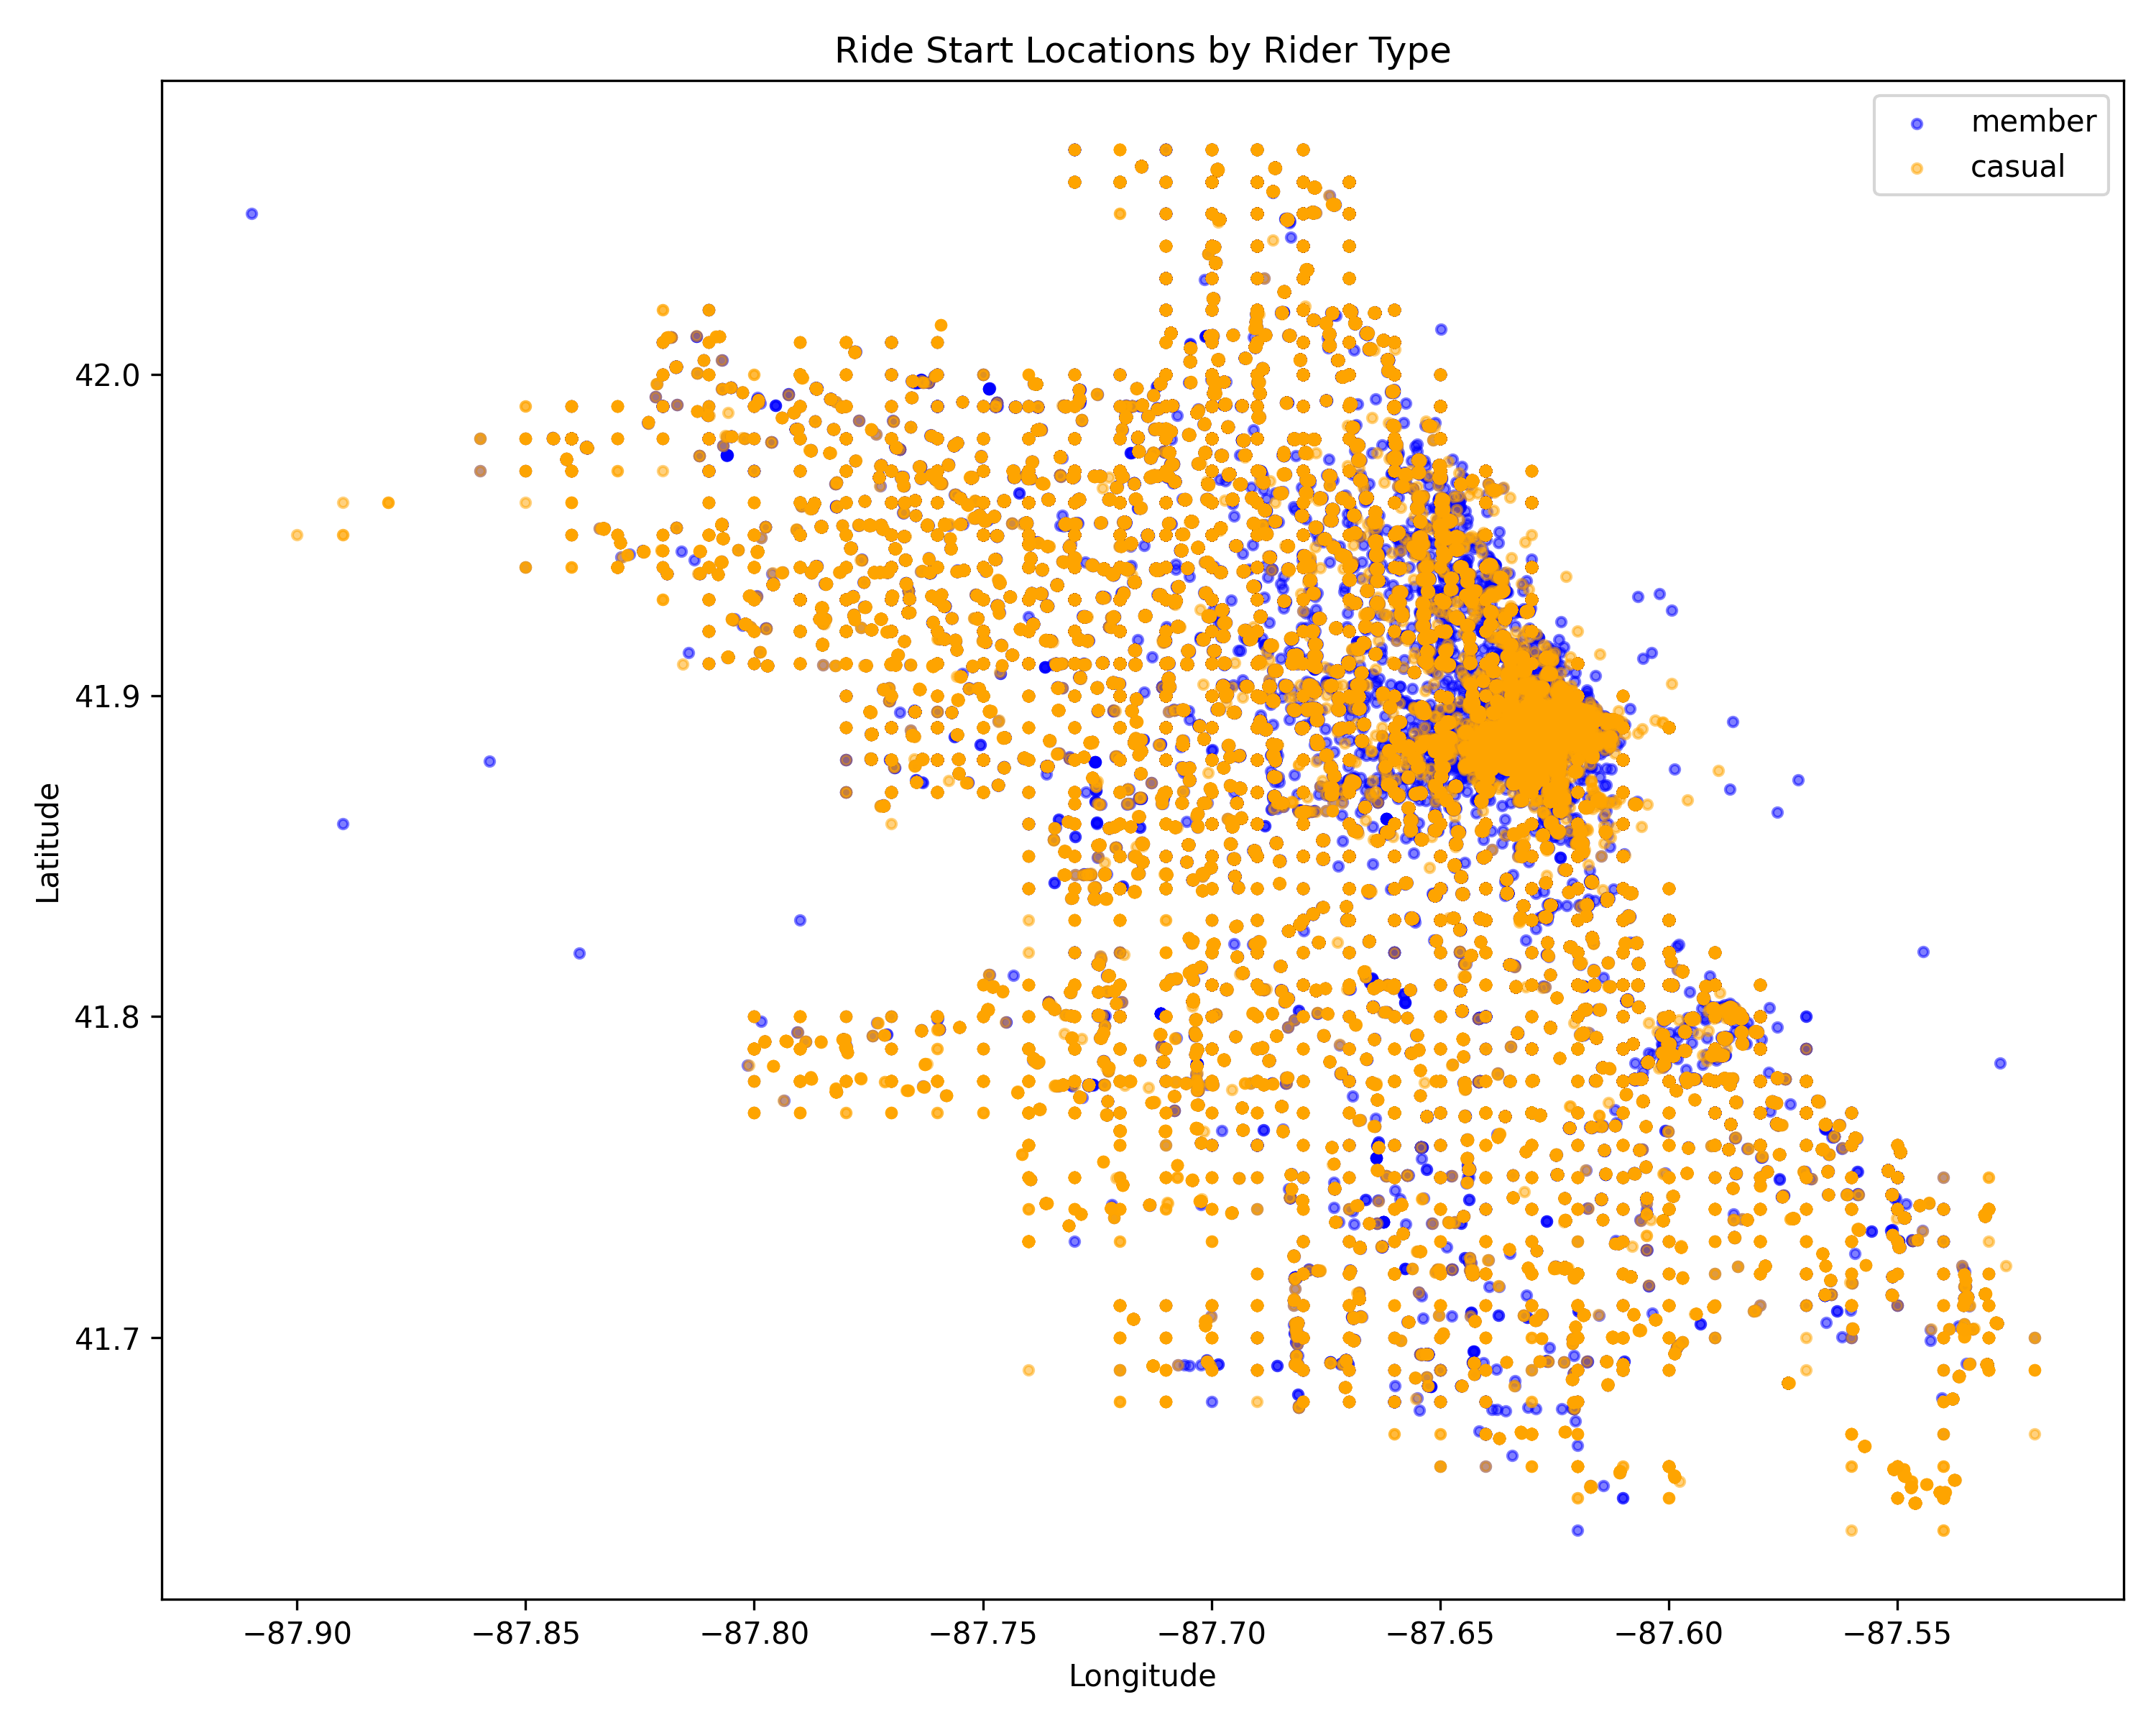 Ride Start Locations by Rider Type
member
casual
42.0
41.9
41.8
41.7
Latitude
−87.90
−87.85
−87.80
−87.75
−87.70
−87.65
−87.60
−87.55
Longitude